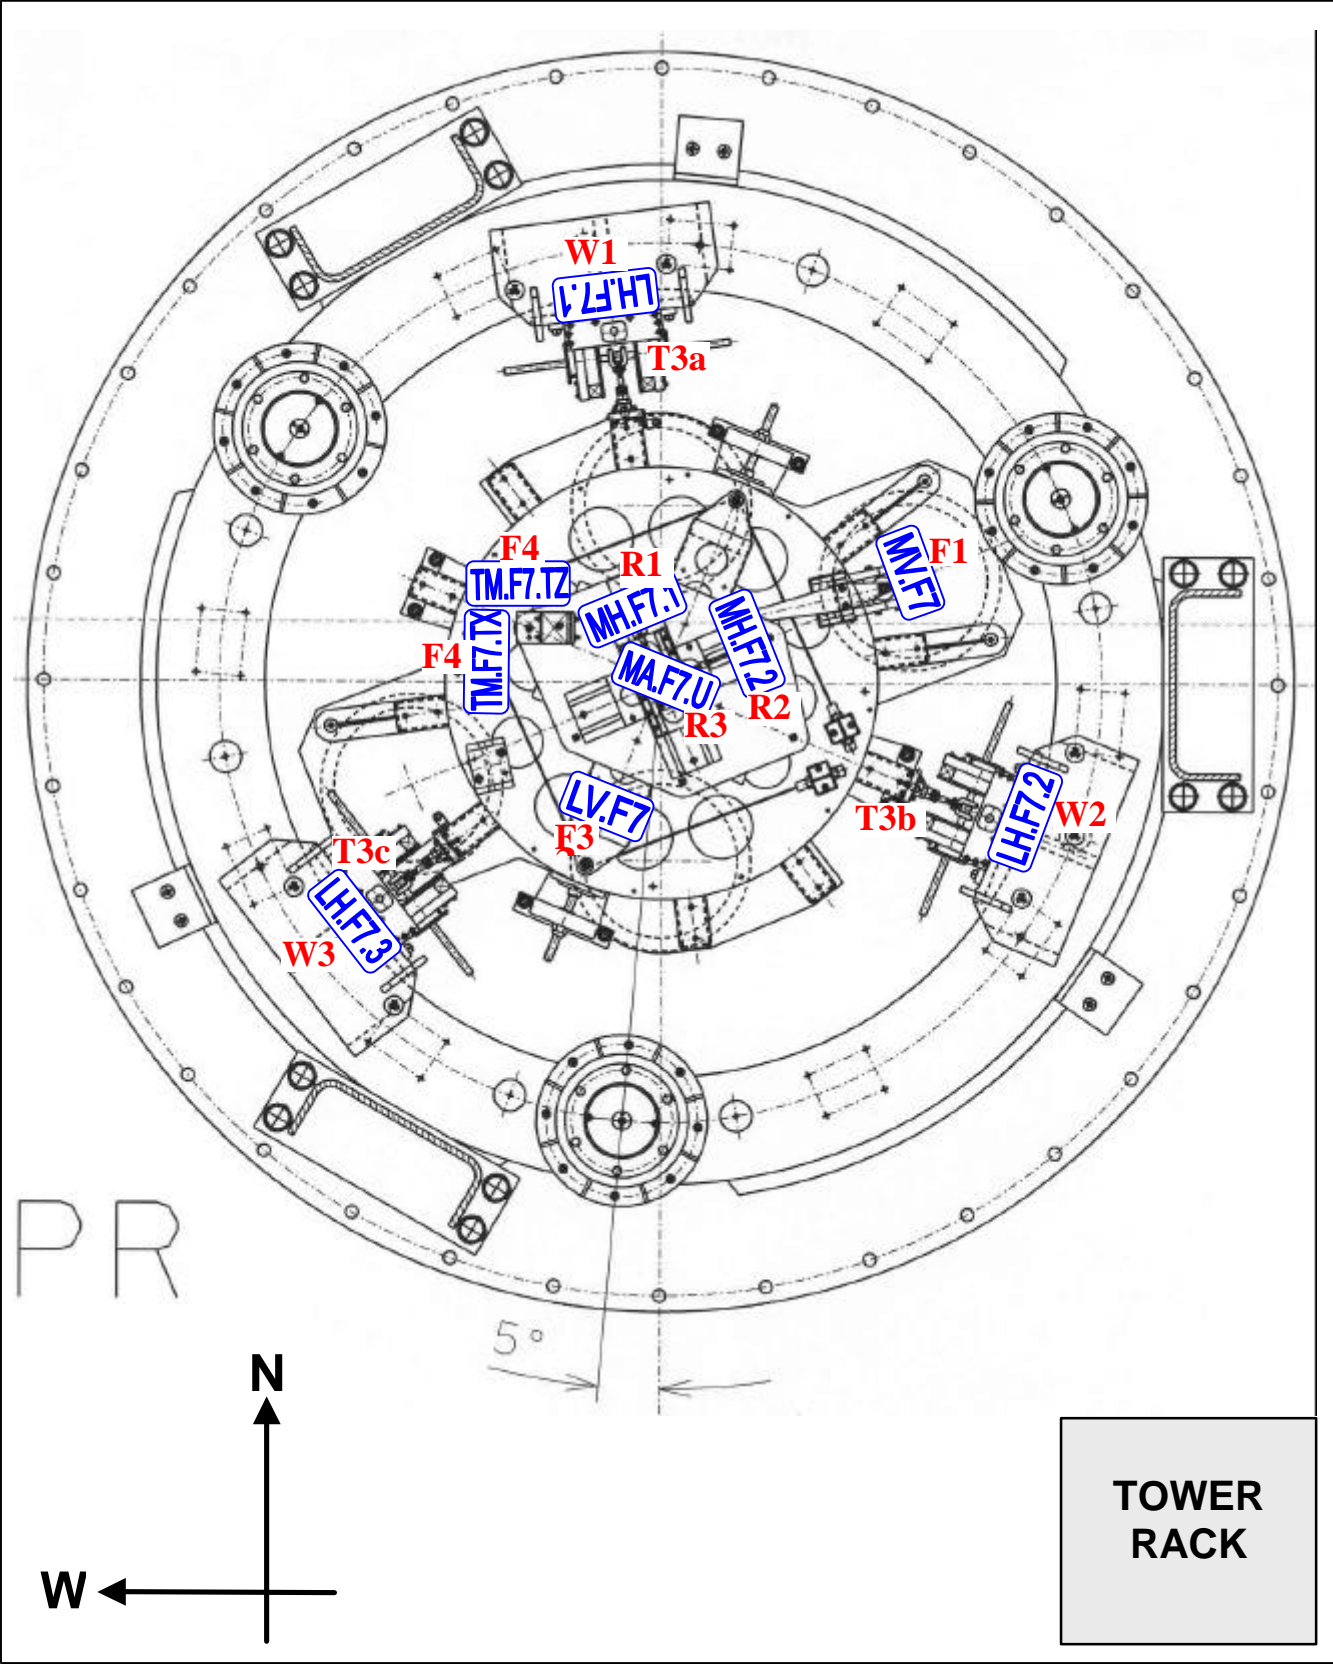 W1
LH.F7.1
T3a
F4
TM.F7.TZ
R1
MH.F7.1
MV.F7
F1
F4
TM.F7.TX
MA.F7.U
MH.F7.2
R2
R3
LV.F7
F3
T3b
LH.F7.2
W2
T3c
LH.F7.3
W3
PR
5°
N
W
TOWER
RACK